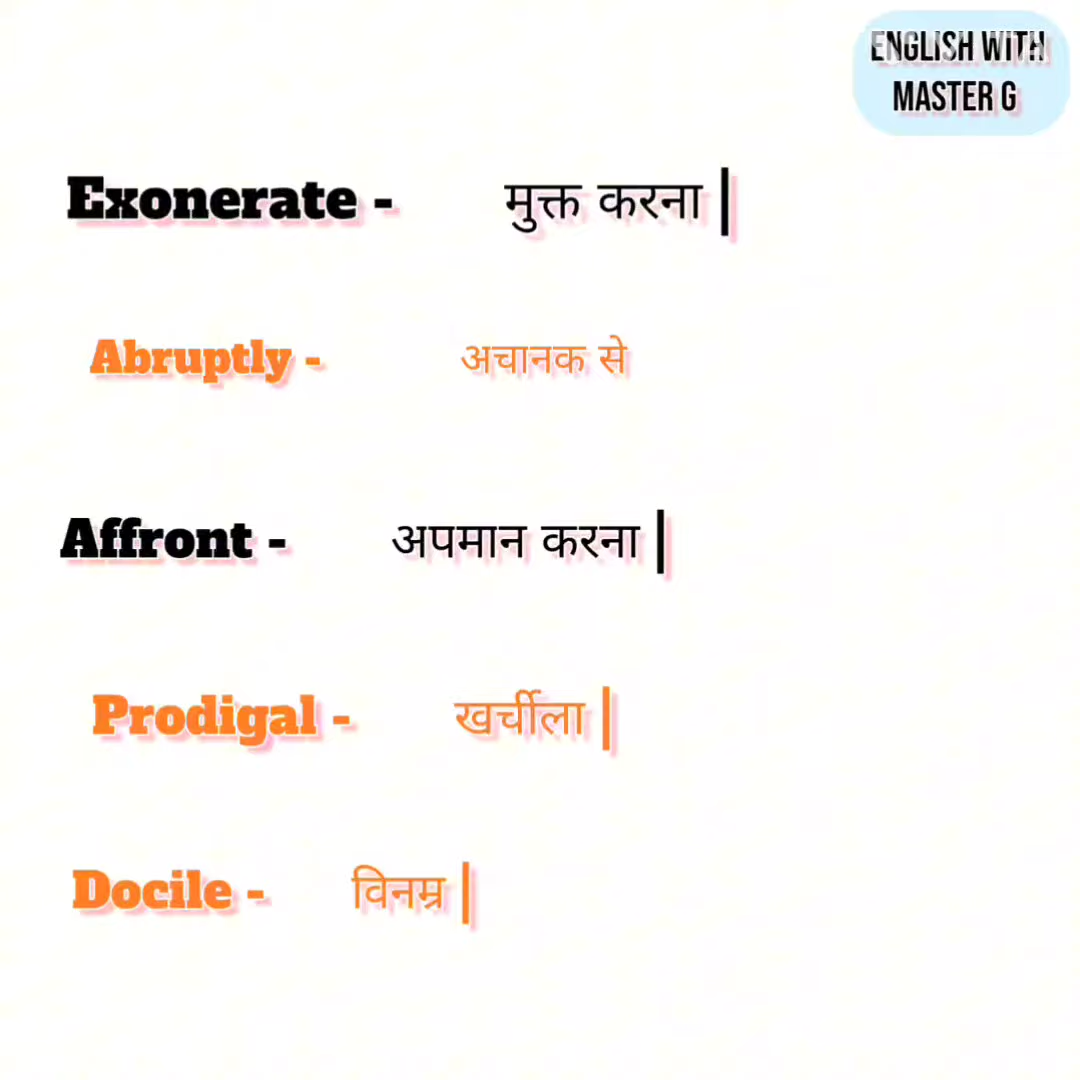 ENGLISH WITH
MASTER G
Exonerate - मुक्त करना |
Abruptly - अचानक से
Affront - अपमान करना |
Prodigal - खर्चीला |
Docile - विनम्र |